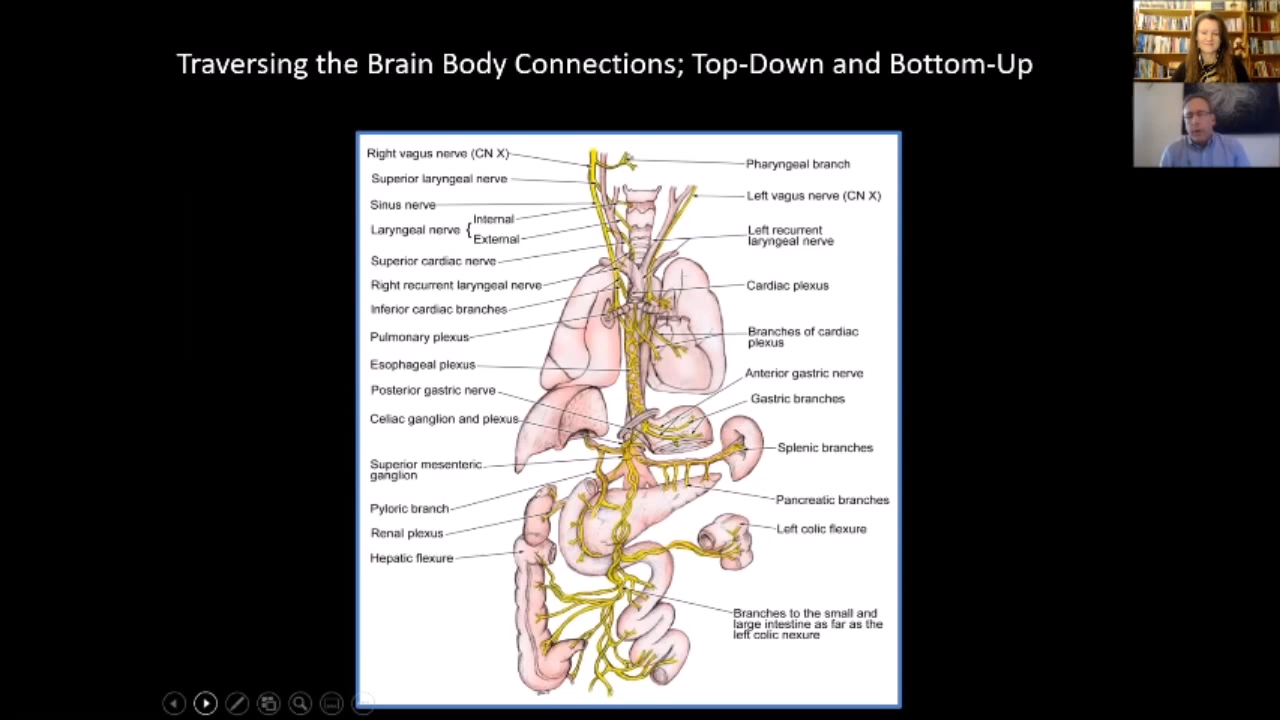 Traversing the Brain Body Connections; Top-Down and Bottom-Up
Right vagus nerve (CN X)
Superior laryngeal nerve
Sinus nerve
Laryngeal nerve { Internal
External
Superior cardiac nerve
Right recurrent laryngeal nerve
Inferior cardiac branches
Pulmonary plexus
Esophageal plexus
Posterior gastric nerve
Celiac ganglion and plexus
Superior mesenteric
ganglion
Pyloric branch
Renal plexus
Hepatic flexure
Pharyngeal branch
Left vagus nerve (CN X)
Left recurrent
laryngeal nerve
Cardiac plexus
Branches of cardiac
plexus
Anterior gastric nerve
Gastric branches
Splenic branches
Pancreatic branches
Left colic flexure
Branches to the small and
large intestine as far as the
left colic nexure